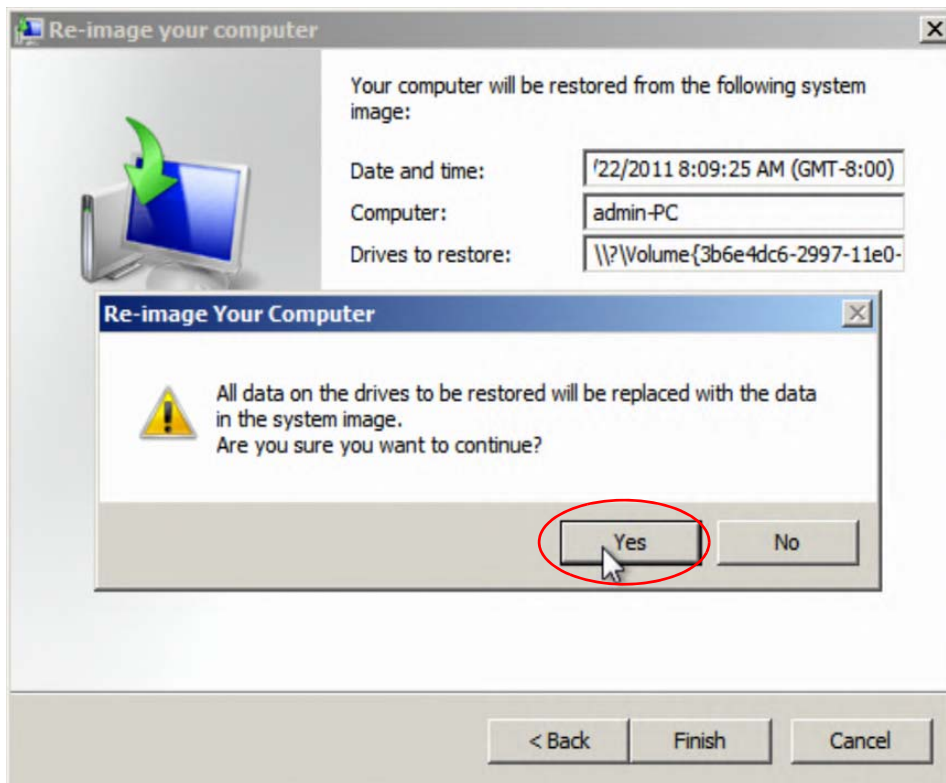 Re-image your computer
Your computer will be restored from the following system
image:
Date and time:
'22/2011 8:09:25 AM (GMT-8:00)
Computer:
admin-PC
Drives to restore:
\\?\Volume{3b6e4dc6-2997-11e0-
Re-image Your Computer
All data on the drives to be restored will be replaced with the data
in the system image.
Are you sure you want to continue?
Yes
No
< Back
Finish
Cancel